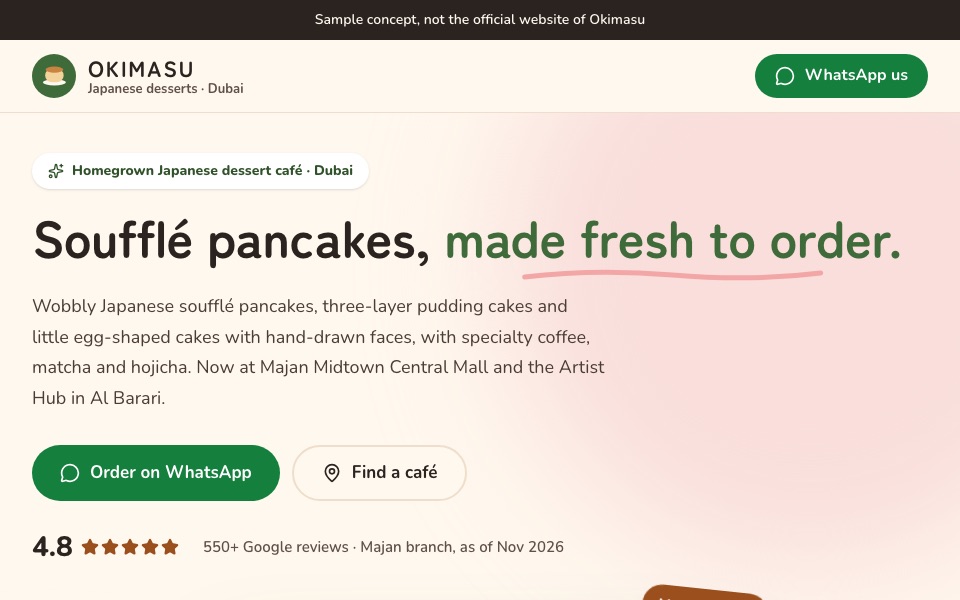 Sample concept, not the official website of Okimasu
OKIMASU
Japanese desserts · Dubai
WhatsApp us
Homegrown Japanese dessert café · Dubai
Soufflé pancakes, made fresh to order.
Wobbly Japanese soufflé pancakes, three-layer pudding cakes and
little egg-shaped cakes with hand-drawn faces, with specialty coffee,
matcha and hojicha. Now at Majan Midtown Central Mall and the Artist
Hub in Al Barari.
Order on WhatsApp
Find a café
4.8
550+ Google reviews · Majan branch, as of Nov 2026